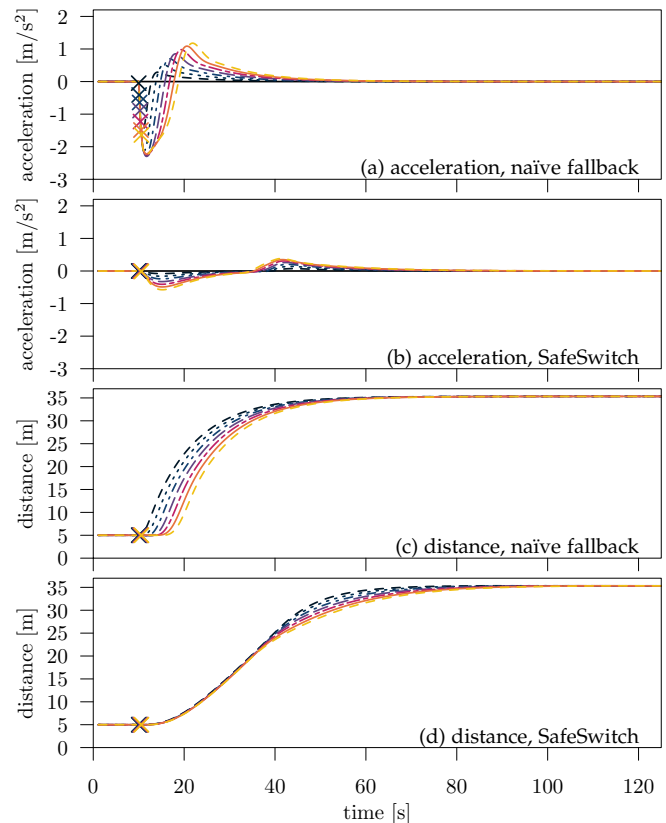 2
1
0
-1
-2
-3
acceleration [m/s²]
(a) acceleration, naïve fallback
2
1
0
-1
-2
-3
acceleration [m/s²]
(b) acceleration, SafeSwitch
35
30
25
20
15
10
5
0
distance [m]
(c) distance, naïve fallback
35
30
25
20
15
10
5
0
distance [m]
(d) distance, SafeSwitch
0 20 40 60 80 100 120
time [s]